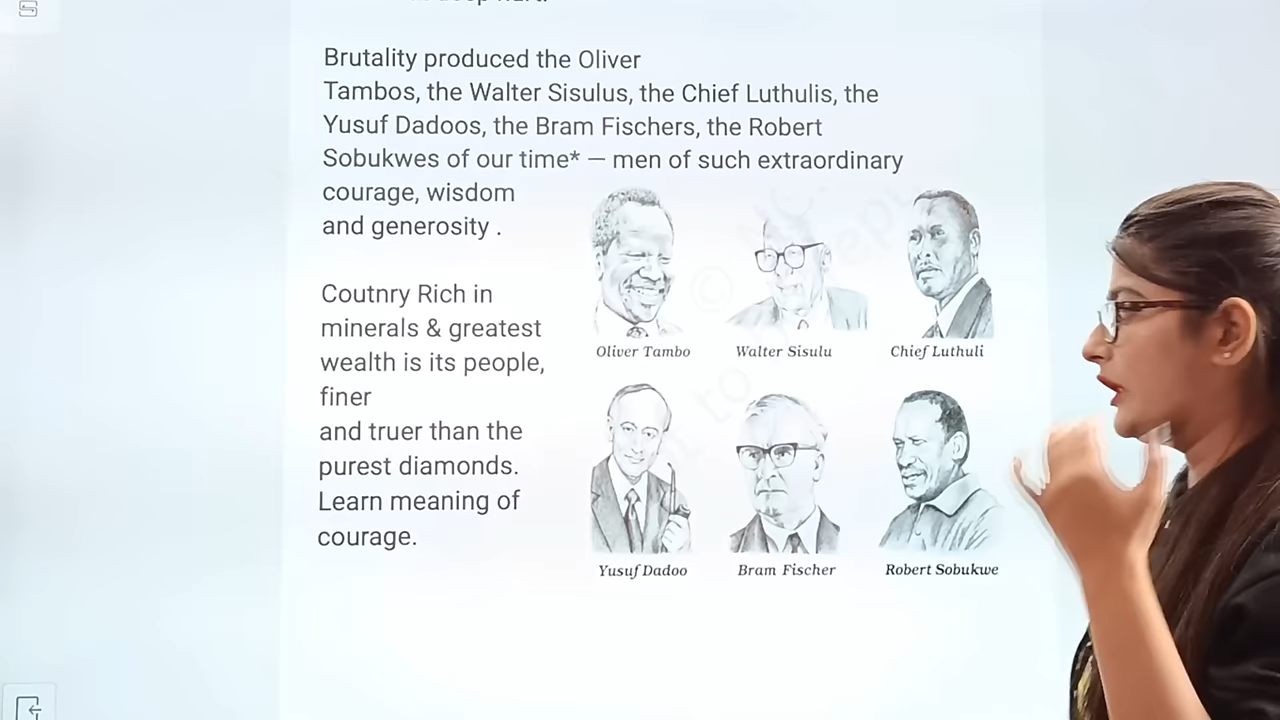 Brutality produced the Oliver
Tambos, the Walter Sisulus, the Chief Luthulis, the
Yusuf Dadoos, the Bram Fischers, the Robert
Sobukwes of our time* — men of such extraordinary
courage, wisdom
and generosity .
Coutnry Rich in
minerals & greatest
wealth is its people,
finer
and truer than the
purest diamonds.
Learn meaning of
courage.
Oliver Tambo
Walter Sisulu
Chief Luthuli
Yusuf Dadoo
Bram Fischer
Robert Sobukwe